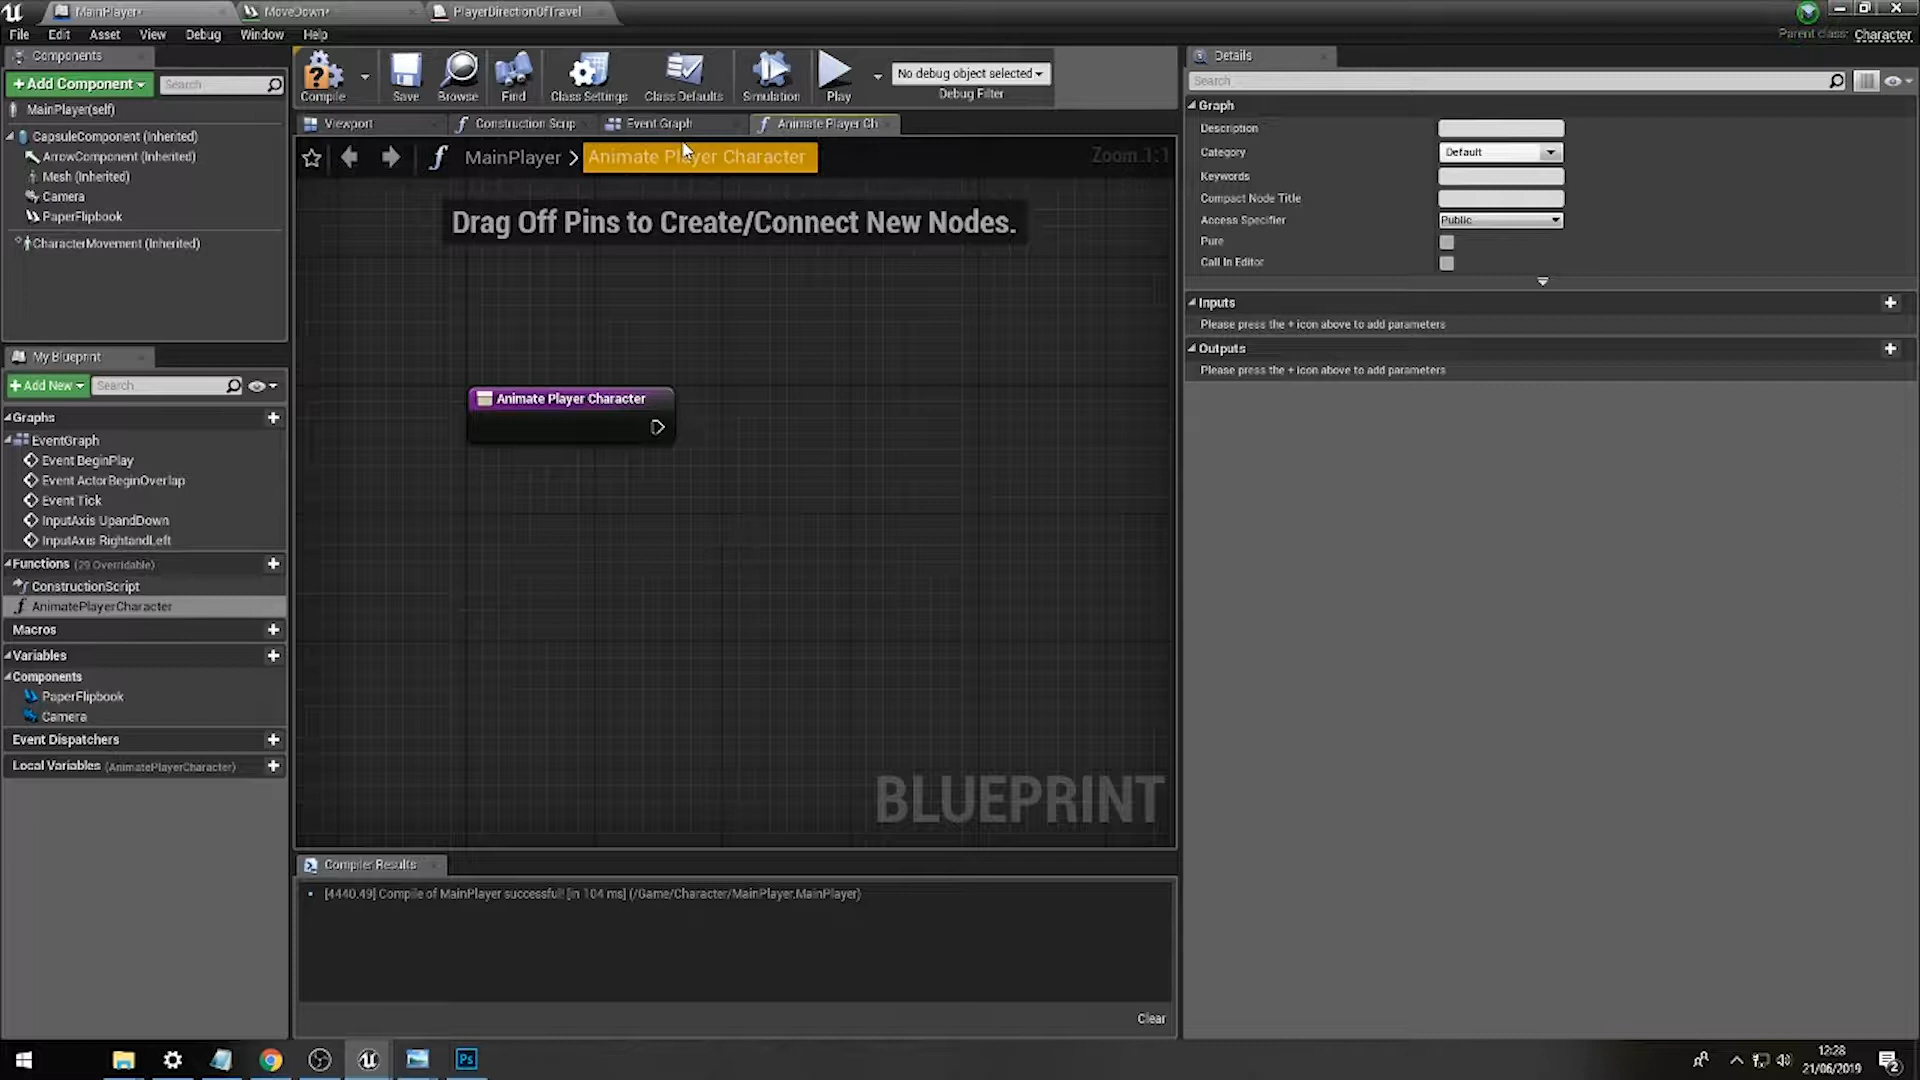 MainPlayer*
MoveDown*
PlayerDirectionOfTravel
File Edit Asset View Debug Window Help
Parent class: Character
Components
+Add Component
Search
MainPlayer(self)
CapsuleComponent (Inherited)
ArrowComponent (Inherited)
Mesh (Inherited)
Camera
PaperFlipbook
CharacterMovement (Inherited)
My Blueprint
+Add New
Search
Graphs
EventGraph
Event BeginPlay
Event ActorBeginOverlap
Event Tick
InputAxis UpandDown
InputAxis RightandLeft
Functions (29 Overridable)
ConstructionScript
AnimatePlayerCharacter
Macros
Variables
Components
PaperFlipbook
Camera
Event Dispatchers
Local Variables (AnimatePlayerCharacter)
Compile
Save
Browse
Find
Class Settings
Class Defaults
Simulation
Play
No debug object selected
Debug Filter
Viewport
Construction Scrip
Event Graph
Animate Player Ch
MainPlayer > Animate Player Character
Zoom 1:1
Drag Off Pins to Create/Connect New Nodes.
Animate Player Character
BLUEPRINT
Compiler Results
[4440.49] Compile of MainPlayer successful! [in 104 ms] (/Game/Character/MainPlayer.MainPlayer)
Clear
Details
Search
Graph
Description
Category Default
Keywords
Compact Node Title
Access Specifier Public
Pure
Call In Editor
Inputs
Please press the + icon above to add parameters
Outputs
Please press the + icon above to add parameters
Ps
12:28
21/06/2019
2